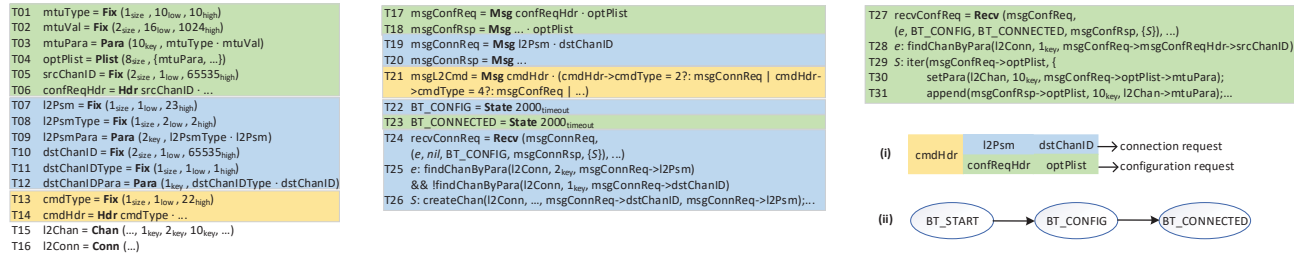 T01 mtuType = Fix (1size , 10low , 10high)
T02 mtuVal = Fix (2size , 16low , 1024high)
T03 mtuPara = Para (10key , mtuType · mtuVal)
T04 optPlist = Plist (8size , {mtuPara, …})
T05 srcChanID = Fix (2size , 1low , 65535high)
T06 confReqHdr = Hdr srcChanID · ...
T07 l2Psm = Fix (1size , 1low , 23high)
T08 l2PsmType = Fix (1size , 2low , 2high)
T09 l2PsmPara = Para (2key , l2PsmType · l2Psm)
T10 dstChanID = Fix (2size , 1low , 65535high)
T11 dstChanIDType = Fix (1size , 1low , 1high)
T12 dstChanIDPara = Para (1key , dstChanIDType · dstChanID)
T13 cmdType = Fix (1size , 1low , 22high)
T14 cmdHdr = Hdr cmdType · ...
T15 l2Chan = Chan (…, 1key, 2key, 10key, …)
T16 l2Conn = Conn (…)
T17 msgConfReq = Msg confReqHdr · optPlist
T18 msgConfRsp = Msg ... · optPlist
T19 msgConnReq = Msg l2Psm · dstChanID
T20 msgConnRsp = Msg ...
T21 msgL2Cmd = Msg cmdHdr · (cmdHdr->cmdType = 2?: msgConnReq | cmdHdr-
>cmdType = 4?: msgConfReq | ...)
T22 BT_CONFIG = State 2000timeout
T23 BT_CONNECTED = State 2000timeout
T24 recvConnReq = Recv (msgConnReq,
(e, nil, BT_CONFIG, msgConnRsp, {S}), ...)
T25 e: findChanByPara(l2Conn, 2key, msgConnReq->l2Psm)
&& !findChanByPara(l2Conn, 1key, msgConnReq->dstChanID)
T26 S: createChan(l2Conn, …, msgConnReq->dstChanID, msgConnReq->l2Psm);...
T27 recvConfReq = Recv (msgConfReq,
(e, BT_CONFIG, BT_CONNECTED, msgConfRsp, {S}), ...)
T28 e: findChanByPara(l2Conn, 1key, msgConfReq->msgConfReqHdr->srcChanID)
T29 S: iter(msgConfReq->optPlist, {
T30 setPara(l2Chan, 10key, msgConfReq->optPlist->mtuPara);
T31 append(msgConfRsp->optPlist, 10key, l2Chan->mtuPara);...
(i) cmdHdr l2Psm dstChanID connection request
confReqHdr optPlist configuration request
(ii) BT_START BT_CONFIG BT_CONNECTED